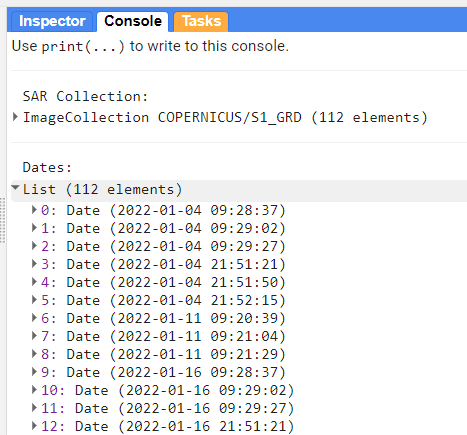 Inspector Console Tasks
Use print(...) to write to this console.
SAR Collection:
ImageCollection COPERNICUS/S1_GRD (112 elements)
Dates:
List (112 elements)
0: Date (2022-01-04 09:28:37)
1: Date (2022-01-04 09:29:02)
2: Date (2022-01-04 09:29:27)
3: Date (2022-01-04 21:51:21)
4: Date (2022-01-04 21:51:50)
5: Date (2022-01-04 21:52:15)
6: Date (2022-01-11 09:20:39)
7: Date (2022-01-11 09:21:04)
8: Date (2022-01-11 09:21:29)
9: Date (2022-01-16 09:28:37)
10: Date (2022-01-16 09:29:02)
11: Date (2022-01-16 09:29:27)
12: Date (2022-01-16 21:51:21)